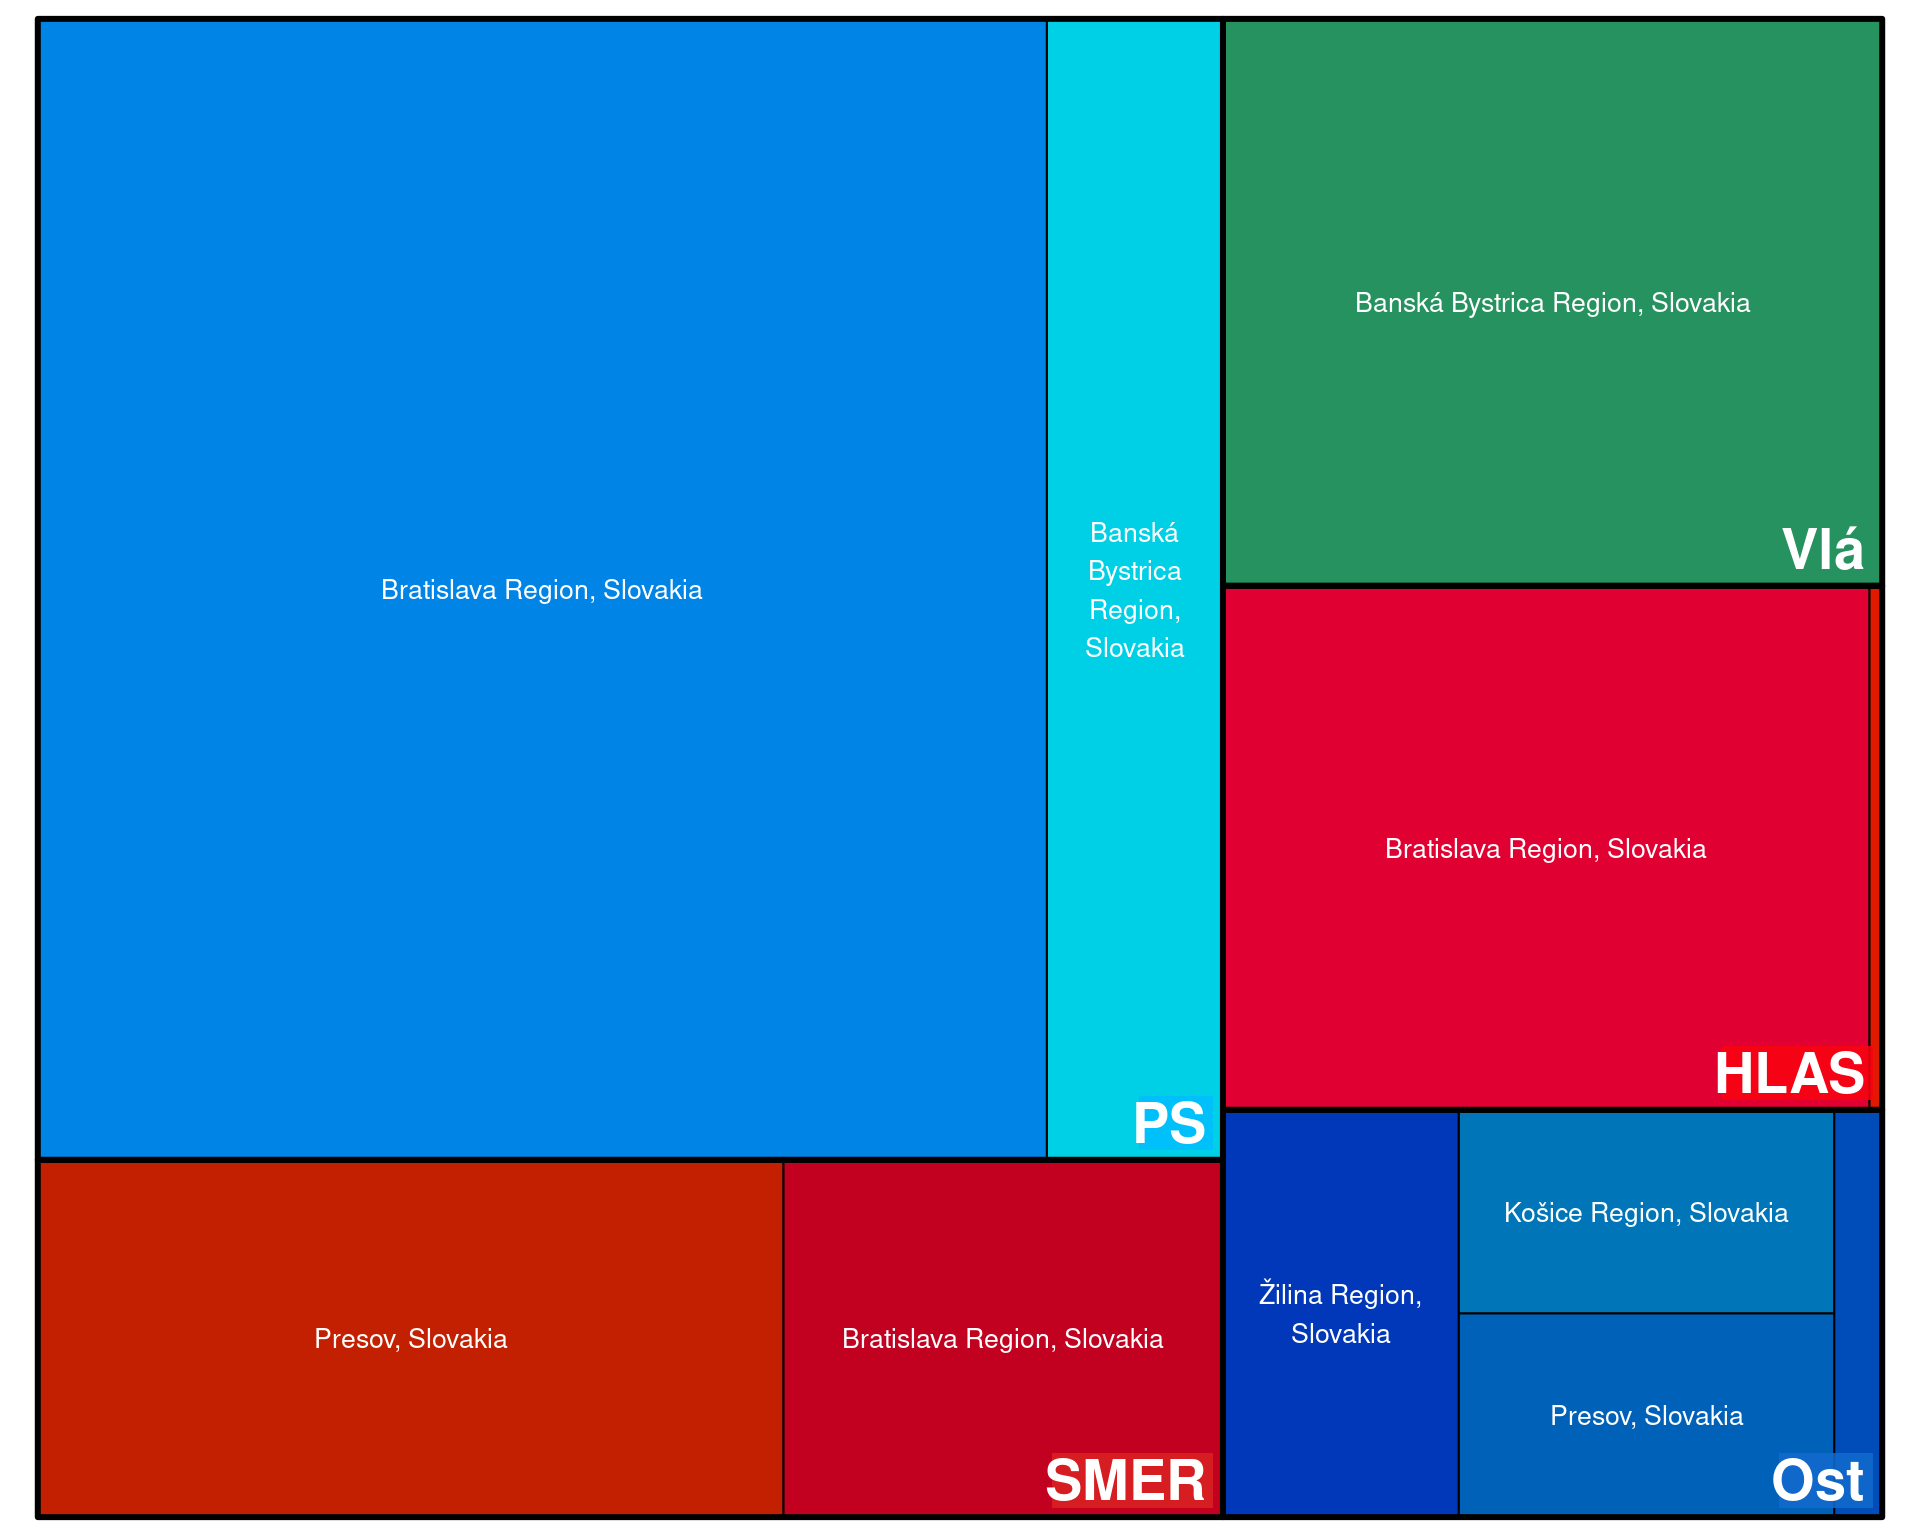 Bratislava Region, Slovakia
Banská
Bystrica
Region,
Slovakia
PS
Presov, Slovakia
Bratislava Region, Slovakia
SMER
Banská Bystrica Region, Slovakia
Vlá
Bratislava Region, Slovakia
HLAS
Žilina Region,
Slovakia
Košice Region, Slovakia
Presov, Slovakia
Ost